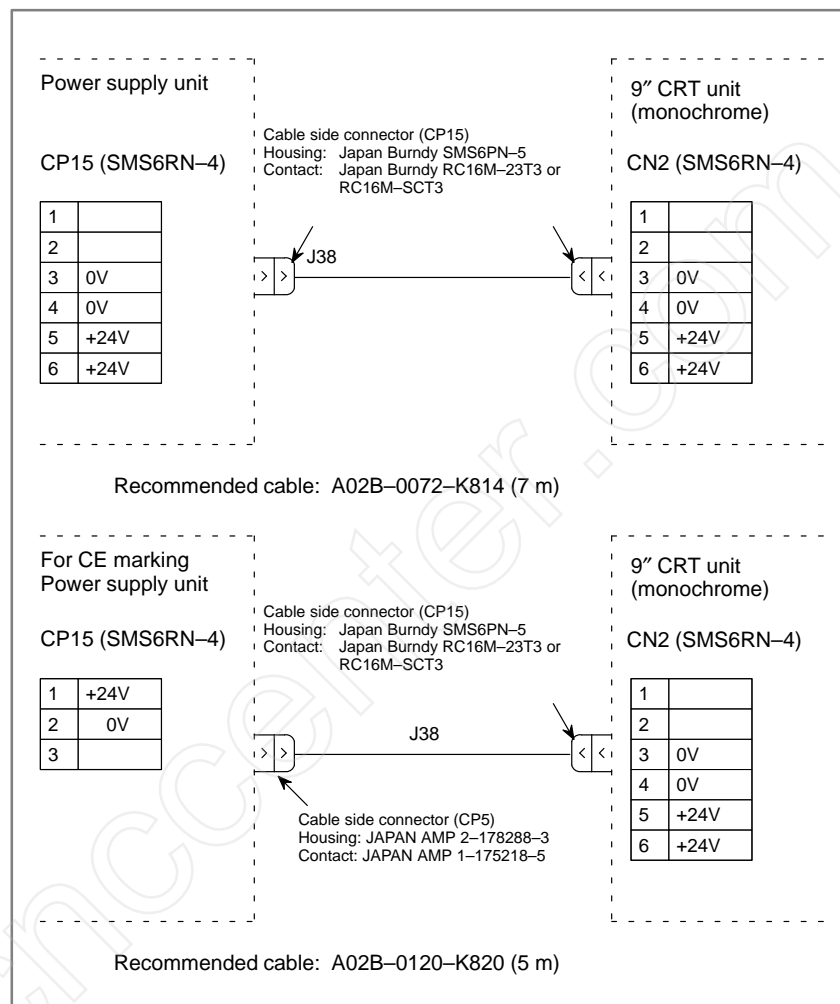 Power supply unit
CP15 (SMS6RN–4)
1
2
3 0V
4 0V
5 +24V
6 +24V
Cable side connector (CP15)
Housing: Japan Burndy SMS6PN–5
Contact: Japan Burndy RC16M–23T3 or
RC16M–SCT3
J38
9″ CRT unit
(monochrome)
CN2 (SMS6RN–4)
1
2
3 0V
4 0V
5 +24V
6 +24V
Recommended cable: A02B–0072–K814 (7 m)
For CE marking
Power supply unit
CP15 (SMS6RN–4)
1 +24V
2 0V
3
Cable side connector (CP15)
Housing: Japan Burndy SMS6PN–5
Contact: Japan Burndy RC16M–23T3 or
RC16M–SCT3
J38
Cable side connector (CP5)
Housing: JAPAN AMP 2–178288–3
Contact: JAPAN AMP 1–175218–5
9″ CRT unit
(monochrome)
CN2 (SMS6RN–4)
1
2
3 0V
4 0V
5 +24V
6 +24V
Recommended cable: A02B–0120–K820 (5 m)
cnccenter.com